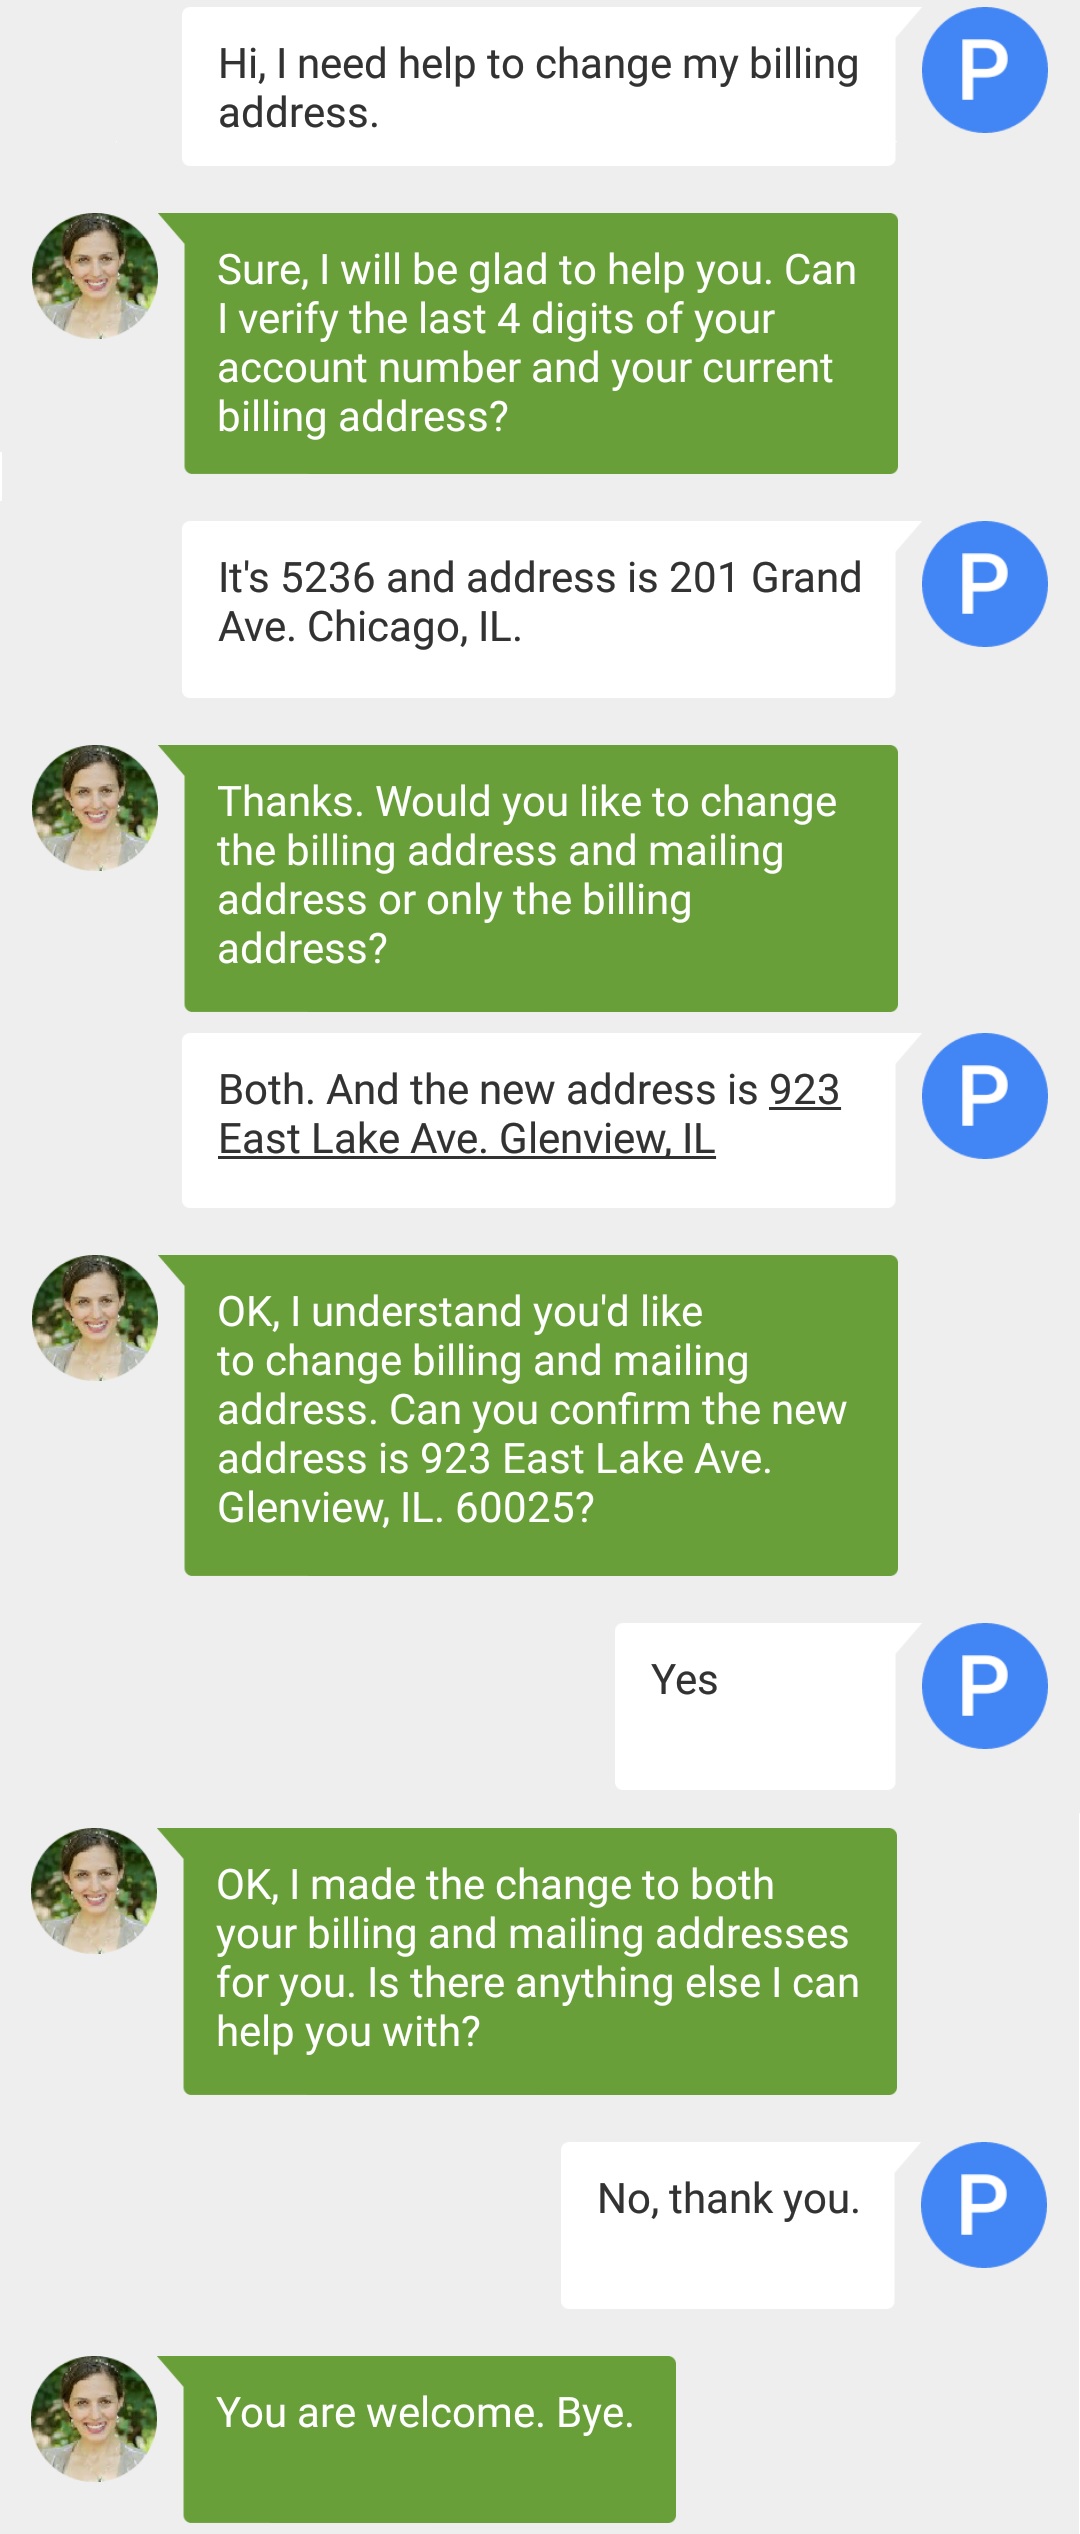 Hi, I need help to change my billing
address.
P
Sure, I will be glad to help you. Can
I verify the last 4 digits of your
account number and your current
billing address?
It's 5236 and address is 201 Grand
Ave. Chicago, IL.
P
Thanks. Would you like to change
the billing address and mailing
address or only the billing
address?
Both. And the new address is 923
East Lake Ave. Glenview, IL
P
OK, I understand you'd like
to change billing and mailing
address. Can you confirm the new
address is 923 East Lake Ave.
Glenview, IL. 60025?
Yes
P
OK, I made the change to both
your billing and mailing addresses
for you. Is there anything else I can
help you with?
No, thank you.
P
You are welcome. Bye.